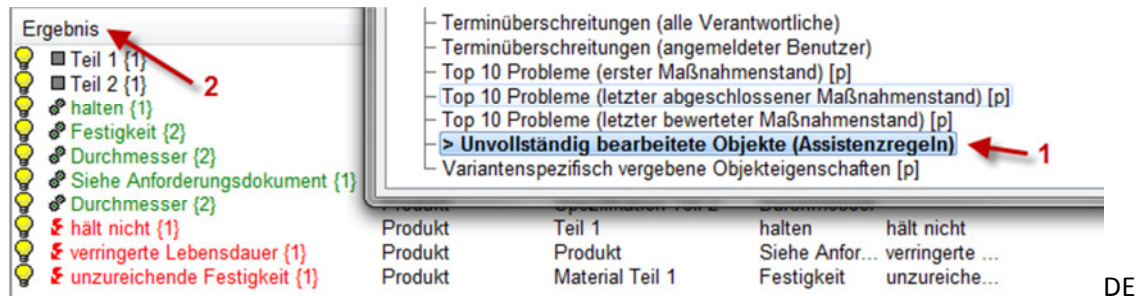 Ergebnis
Teil 1 {1}
Teil 2 {1}
halten {1}
Festigkeit {2}
Durchmesser {2}
Siehe Anforderungsdokument {1}
Durchmesser {2}
hält nicht {1} Produkt Teil 1 halten hält nicht
verringerte Lebensdauer {1} Produkt Produkt Siehe Anfor... verringerte ...
unzureichende Festigkeit {1} Produkt Material Teil 1 Festigkeit unzureiche...
2
Terminüberschreitungen (alle Verantwortliche)
Terminüberschreitungen (angemeldeter Benutzer)
Top 10 Probleme (erster Maßnahmenstand) [p]
Top 10 Probleme (letzter abgeschlossener Maßnahmenstand) [p]
Top 10 Probleme (letzter bewerteter Maßnahmenstand) [p]
> Unvollständig bearbeitete Objekte (Assistenzregeln)
Variantenspezifisch vergebene Objekteigenschaften [p]
1
DE